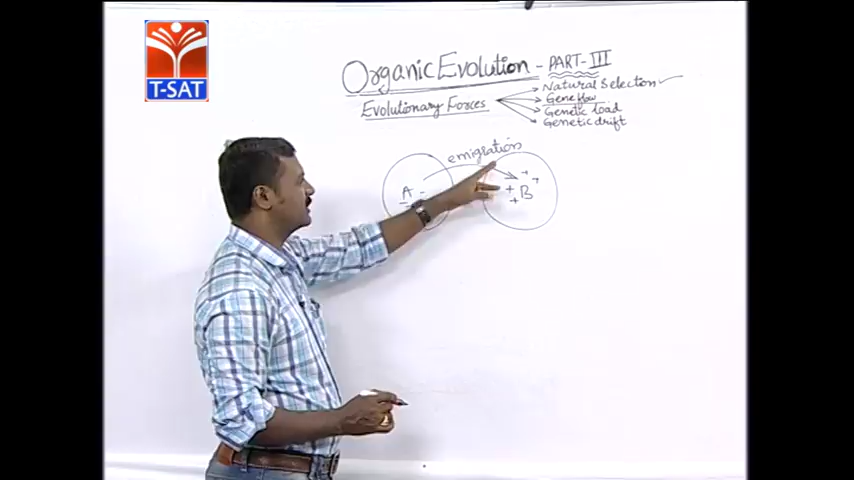 T-SAT
Organic Evolution - PART-III
Evolutionary Forces
Natural Selection
Gene flow
Genetic load
Genetic drift
emigration
A -
+ +
+ B
+